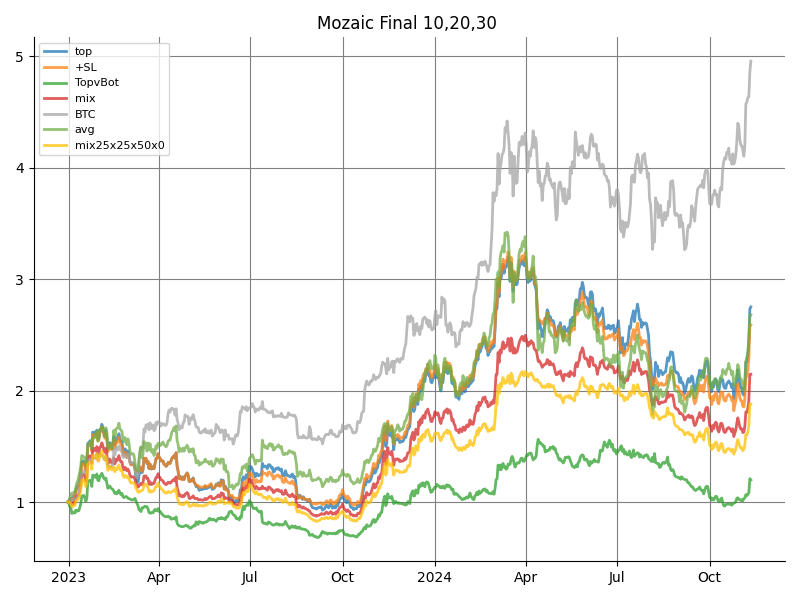 Mozaic Final 10,20,30
top
+SL
TopvBot
mix
BTC
avg
mix25x25x50x0
5
4
3
2
1
2023
Apr
Jul
Oct
2024
Apr
Jul
Oct